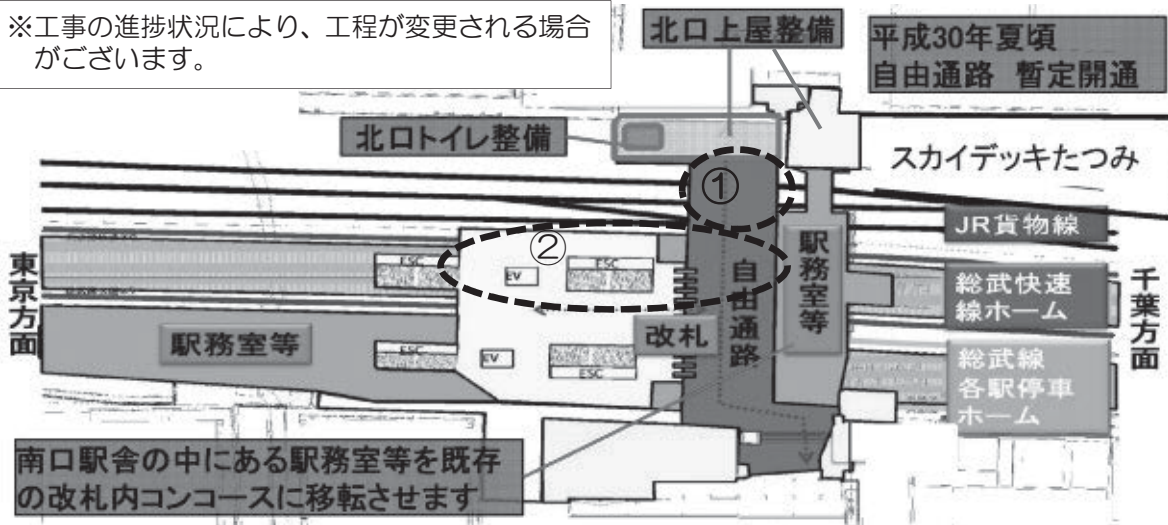 ※工事の進捗状況により、工程が変更される場合
がございます。
北口上屋整備
平成30年夏頃
自由通路 暫定開通
北口トイレ整備
スカイデッキたつみ
①
②
JR貨物線
東京方面
ESC
EV
ESC
自由通路
駅務室等
総武快速
線ホーム
千葉方面
駅務室等
改札
ESC
EV
ESC
総武線
各駅停車
ホーム
南口駅舎の中にある駅務室等を既存
の改札内コンコースに移転させます